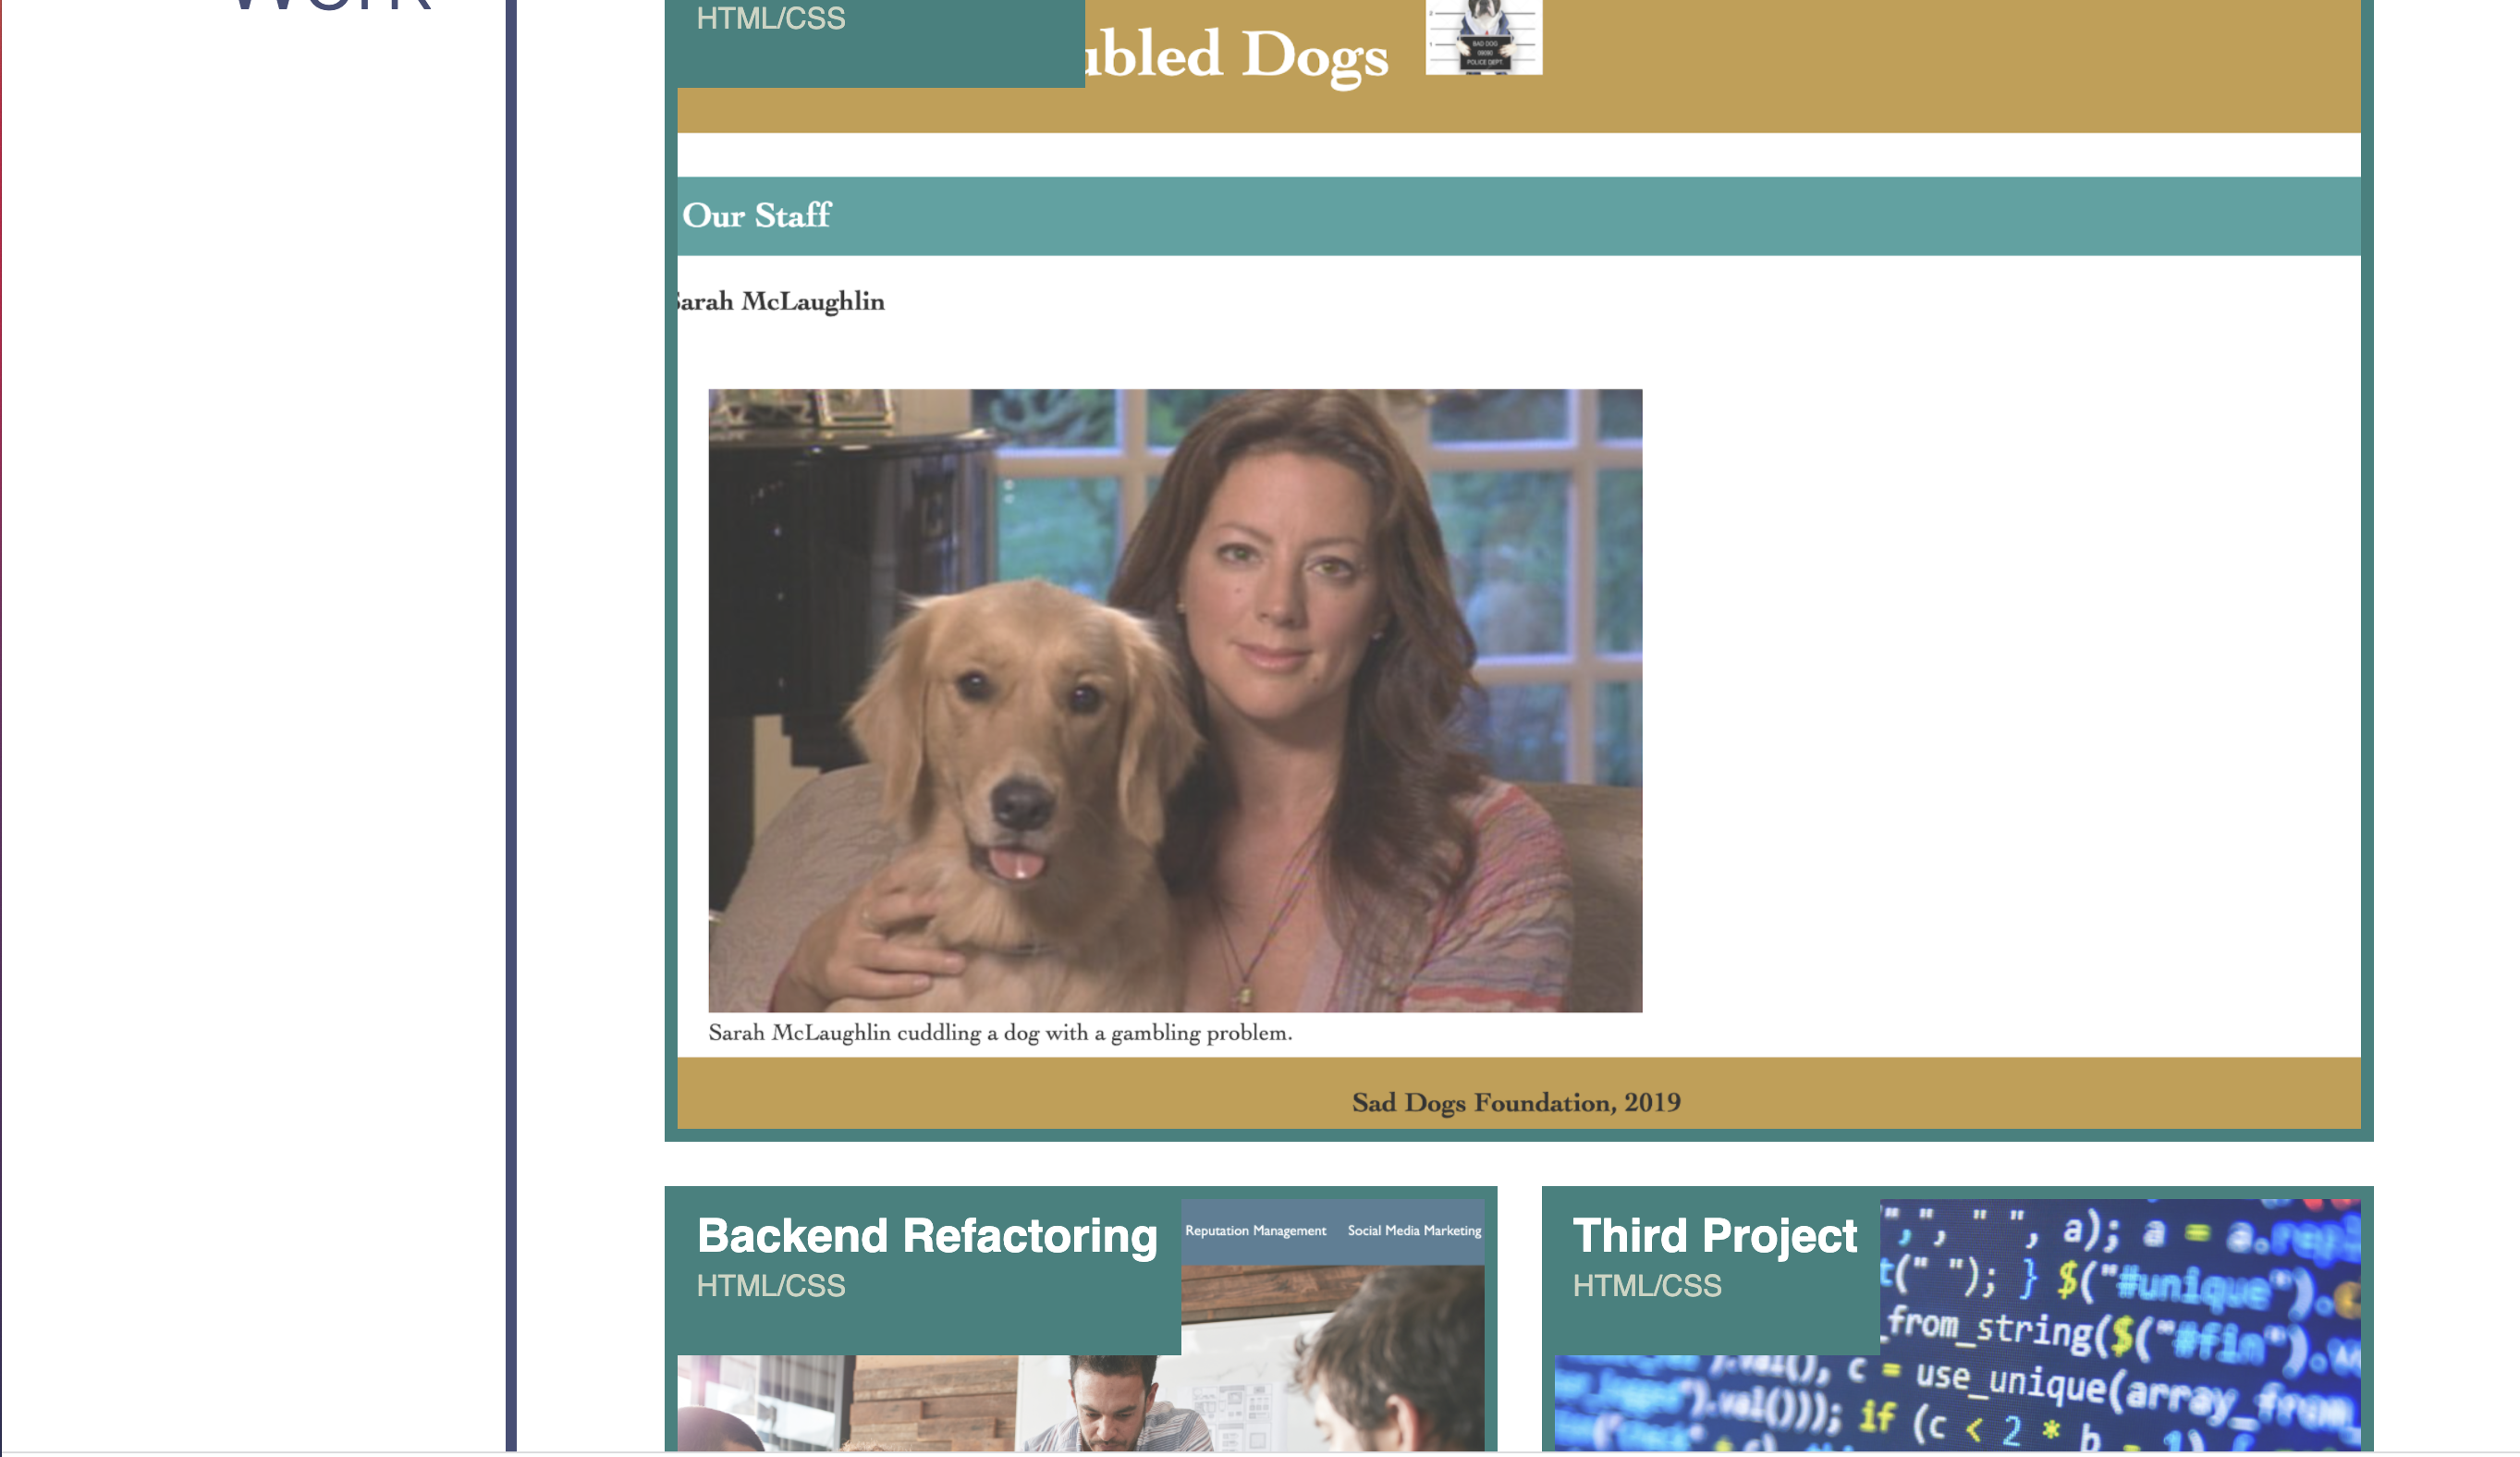 HTML/CSS
ubled Dogs
BAD DOG
POLICE DEPT.
Our Staff
Sarah McLaughlin
Sarah McLaughlin cuddling a dog with a gambling problem.
Sad Dogs Foundation, 2019
Backend Refactoring
HTML/CSS
Reputation Management Social Media Marketing
Third Project
HTML/CSS
" ", " ", a); a = a.rep
t(" "); } $("#unique").
_from_string($("#fin").
).val(), c = use_unique(array_from
").val())); if (c < 2 * b - 1)